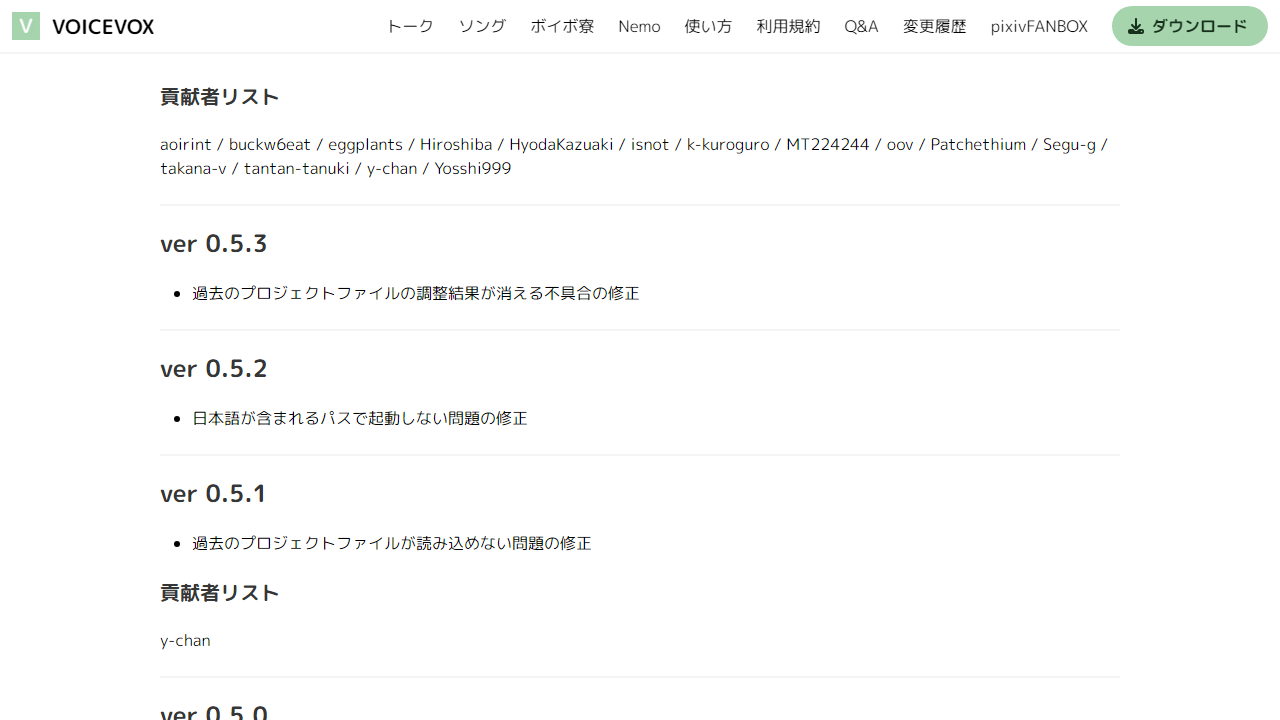 V VOICEVOX トーク ソング ボイボ寮 Nemo 使い方 利用規約 Q&A 変更履歴 pixivFANBOX ダウンロード
貢献者リスト
aoirint / buckw6eat / eggplants / Hiroshiba / HyodaKazuaki / isnot / k-kuroguro / MT224244 / oov / Patchethium / Segu-g /
takana-v / tantan-tanuki / y-chan / Yosshi999
ver 0.5.3
過去のプロジェクトファイルの調整結果が消える不具合の修正
ver 0.5.2
日本語が含まれるパスで起動しない問題の修正
ver 0.5.1
過去のプロジェクトファイルが読み込めない問題の修正
貢献者リスト
y-chan
ver 0.5.0